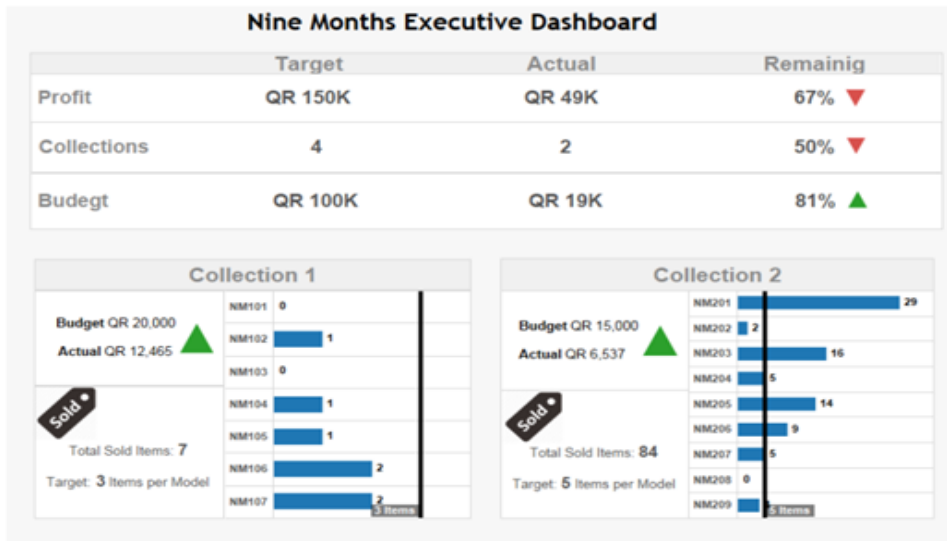 Nine Months Executive Dashboard
Target Actual Remainig
Profit QR 150K QR 49K 67%
Collections 4 2 50%
Budegt QR 100K QR 19K 81%
Collection 1
Budget QR 20,000
Actual QR 12,465
Sold
Total Sold Items: 7
Target: 3 Items per Model
NM101 0
NM102 1
NM103 0
NM104 1
NM105 1
NM106 2
NM107 2
3 Items
Collection 2
Budget QR 15,000
Actual QR 6,537
Sold
Total Sold Items: 84
Target: 5 Items per Model
NM201 29
NM202 2
NM203 16
NM204 5
NM205 14
NM206 9
NM207 5
NM208 0
NM209
5 Items